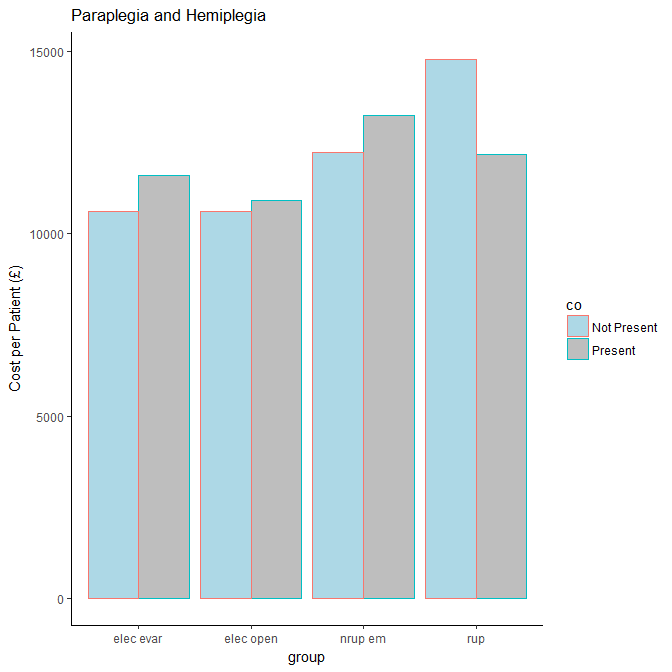 Paraplegia and Hemiplegia
15000
10000
5000
0
Cost per Patient (£)
elec evar
elec open
nrup em
rup
group
co
Not Present
Present